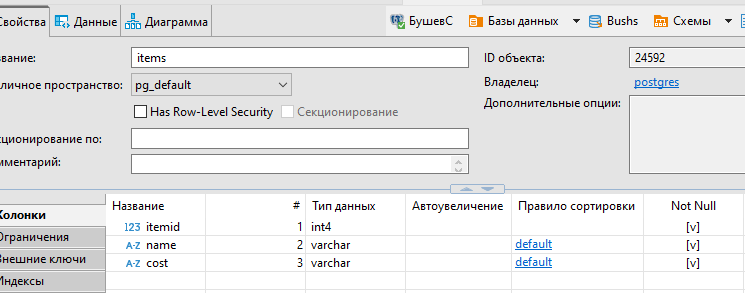 Свойства Данные Диаграмма БушевС Базы данных Bushs Схемы
звание: items ID объекта: 24592
личное пространство: pg_default Владелец: postgres
Has Row-Level Security Секционирование Дополнительные опции:
кционирование по:
мментарий:
Колонки Название # Тип данных Автоувеличение Правило сортировки Not Null
Ограничения 123 itemid 1 int4 [v]
Внешние ключи A-Z name 2 varchar default [v]
Индексы A-Z cost 3 varchar default [v]